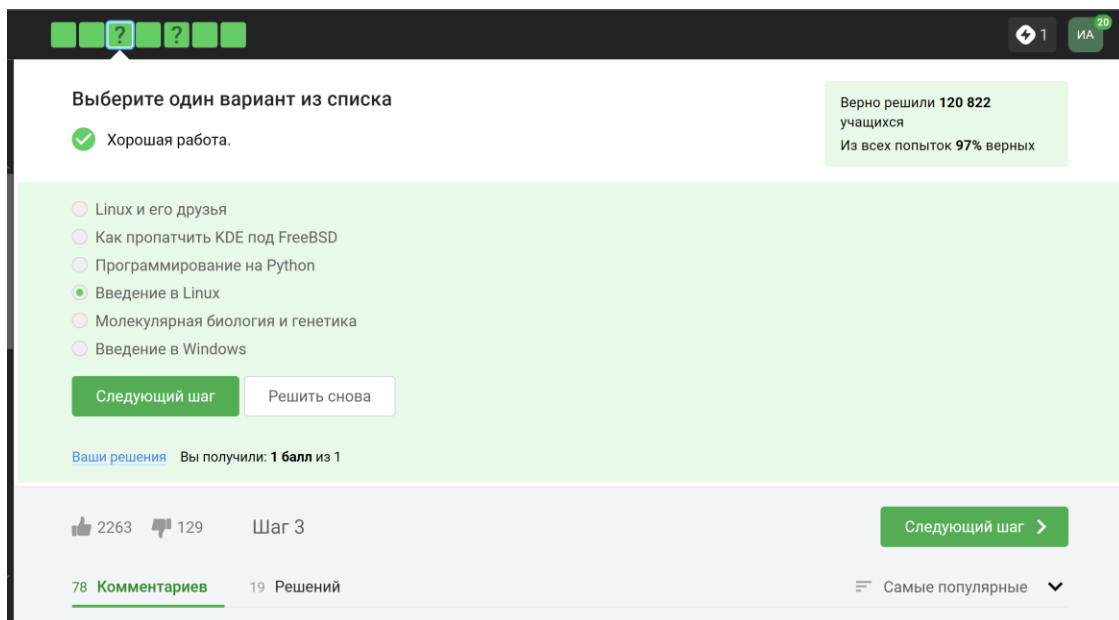 ? ?
1
ИА
20
Выберите один вариант из списка
Хорошая работа.
Верно решили 120 822
учащихся
Из всех попыток 97% верных
Linux и его друзья
Как пропатчить KDE под FreeBSD
Программирование на Python
Введение в Linux
Молекулярная биология и генетика
Введение в Windows
Следующий шаг
Решить снова
Ваши решения Вы получили: 1 балл из 1
2263 129 Шаг 3
Следующий шаг
78 Комментариев 19 Решений
Самые популярные